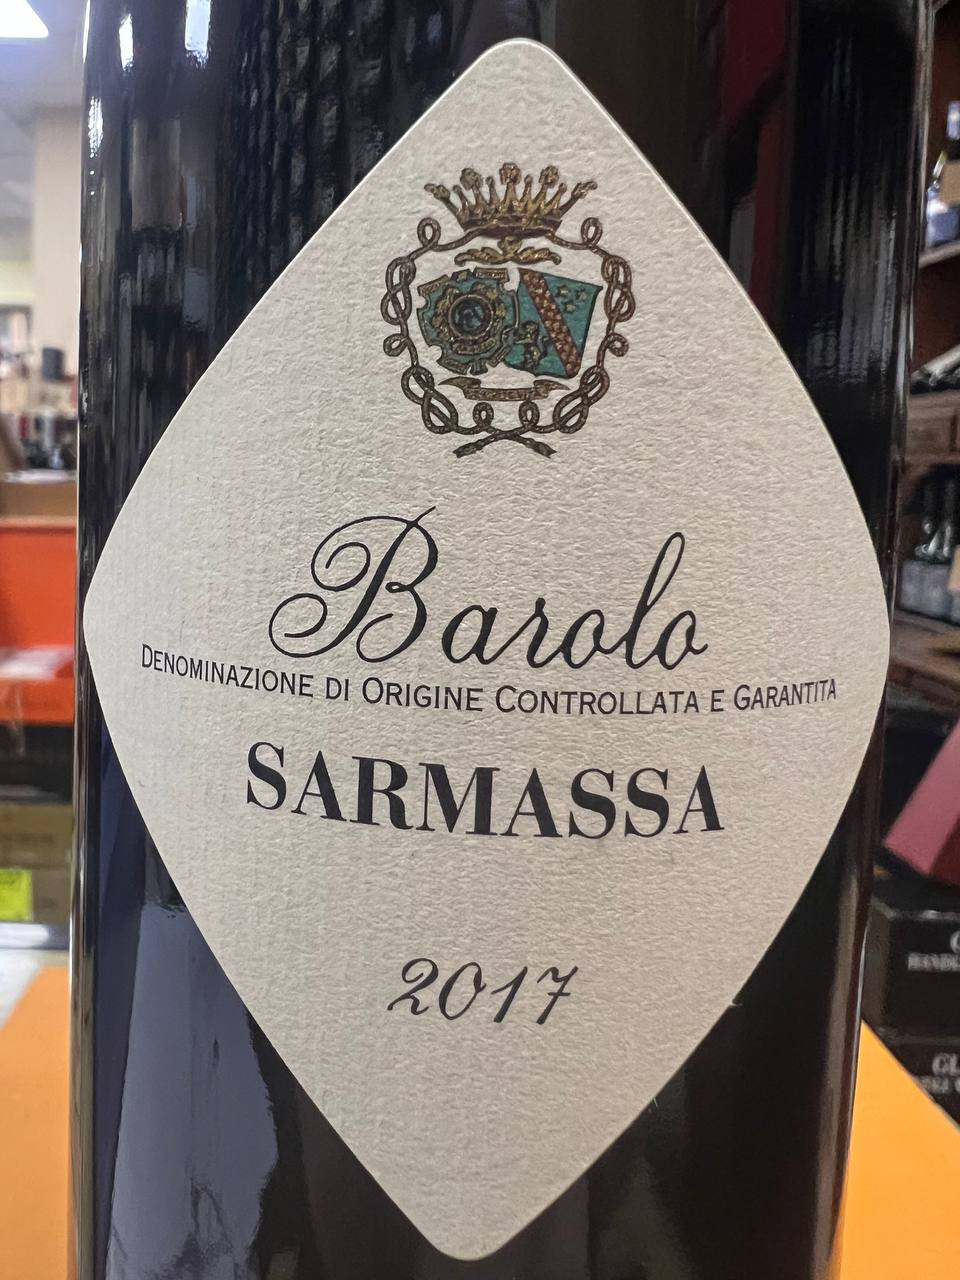 Barolo
DENOMINAZIONE DI ORIGINE CONTROLLATA E GARANTITA
SARMASSA
2017